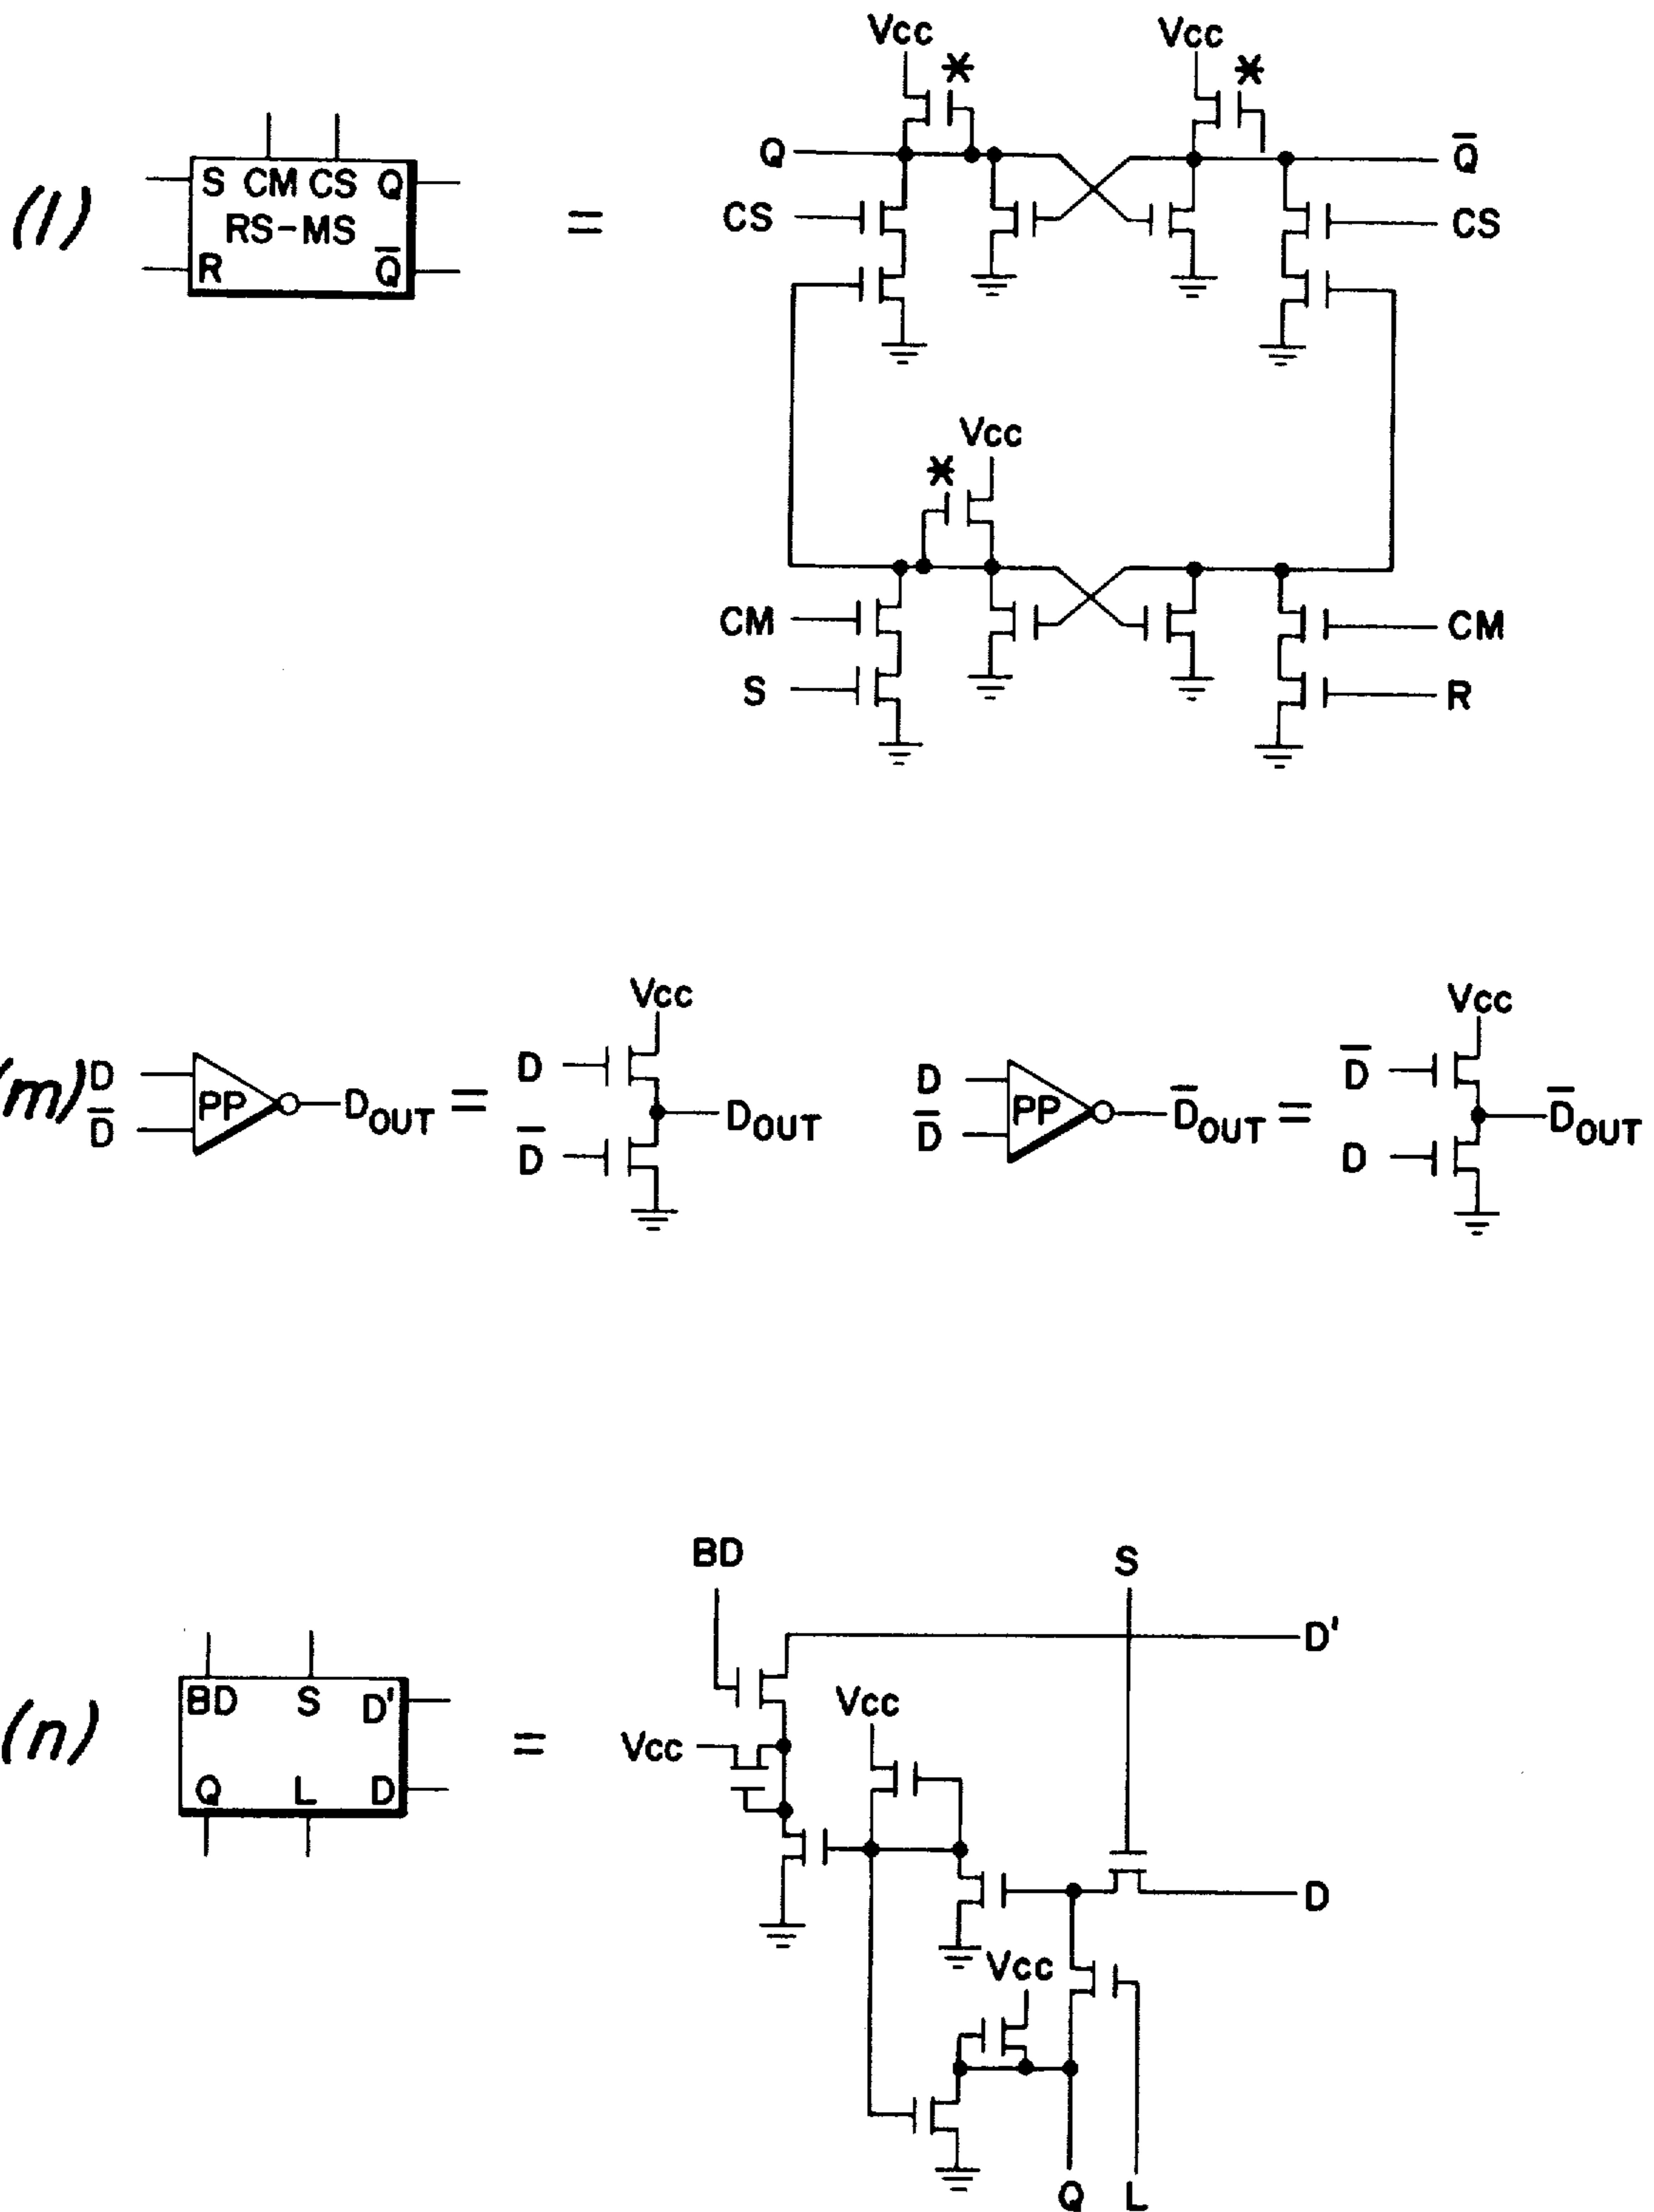 (l)
S CM CS Q
RS-MS
R Q̅
=
Vcc * Vcc *
Q Q̅
CS CS
Vcc
*
CM CM
S R
(m)
D
D̅
PP
DOUT
=
Vcc
D
D̅
DOUT
D
D̅
PP
D̅OUT
=
Vcc
D̅
D
D̅OUT
(n)
BD S D'
Q L D
=
BD S
D'
Vcc
Vcc
D
Vcc
Q L